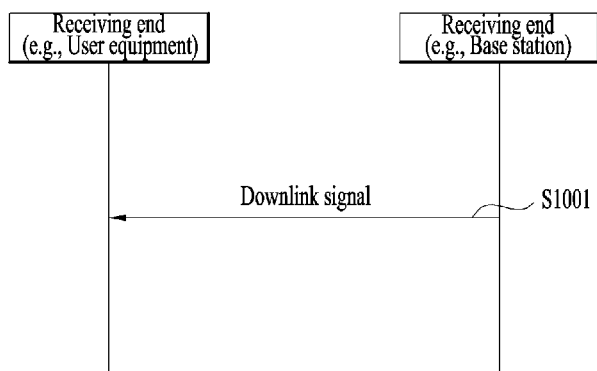 Receiving end
(e.g., User equipment)
Receiving end
(e.g., Base station)
Downlink signal
S1001